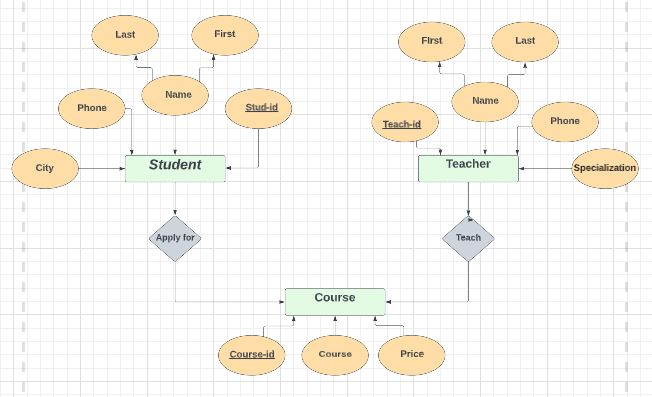 Last
First
FIrst
Last
Name
Name
Phone
Stud-id
Teach-id
Phone
City
Student
Teacher
Specialization
Apply for
Teach
Course
Course-id
Course
Price